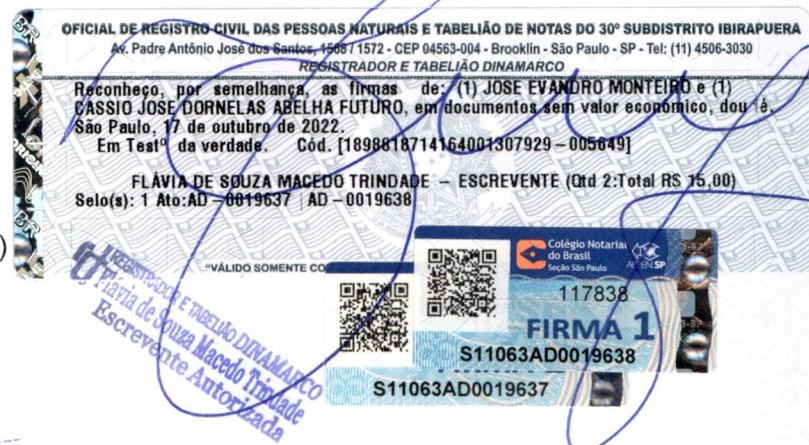 OFICIAL DE REGISTRO CIVIL DAS PESSOAS NATURAIS E TABELIÃO DE NOTAS DO 30º SUBDISTRITO IBIRAPUERA
Av. Padre Antônio José dos Santos, 1568 / 1572 - CEP 04563-004 - Brooklin - São Paulo - SP - Tel: (11) 4506-3030
REGISTRADOR E TABELIÃO DINAMARCO
Reconheço, por semelhança, as firmas de: (1) JOSE EVANDRO MONTEIRO e (1)
CASSIO JOSE DORNELAS ABELHA FUTURO, em documentos sem valor econômico, dou fé.
São Paulo, 17 de outubro de 2022.
Em Testº da verdade. Cód. [1898818714164001307929-005649]
FLÁVIA DE SOUZA MACEDO TRINDADE - ESCREVENTE (Qtd 2:Total R$ 15,00)
Selo(s): 1 Ato:AD-0019637 | AD-0019638
"VÁLIDO SOMENTE CO
REGISTRADOR E TABELIÃO DINAMARCO
Flávia de Souza Macedo Trindade
Escrevente Autorizada
Colégio Notarial
do Brasil
Seção São Paulo
117838
FIRMA 1
S11063AD0019638
S11063AD0019637